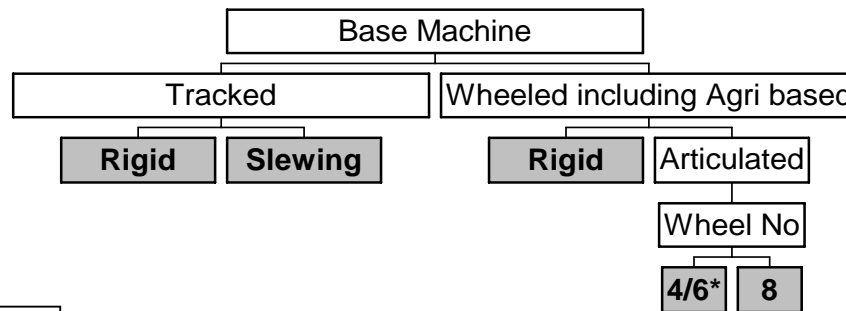 Base Machine
Tracked
Wheeled including Agri based
Rigid
Slewing
Rigid
Articulated
Wheel No
4/6*
8